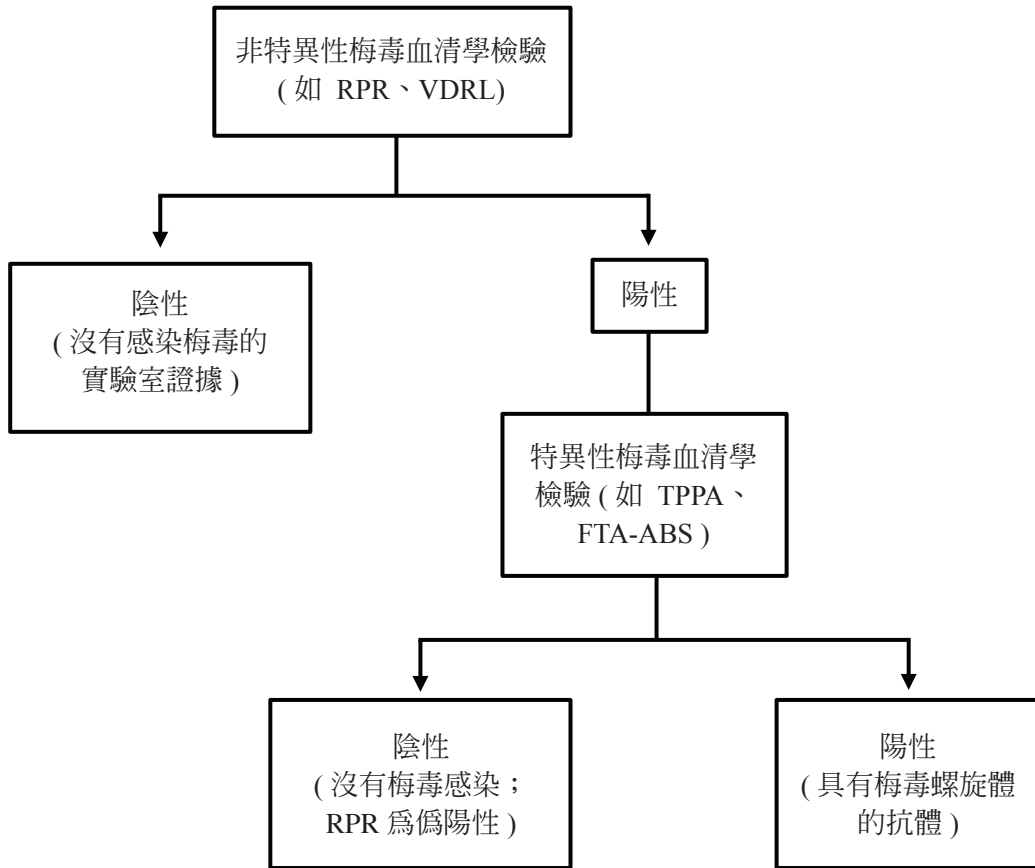 非特異性梅毒血清學檢驗
( 如 RPR、VDRL)
陰性
( 沒有感染梅毒的
實驗室證據 )
陽性
特異性梅毒血清學
檢驗 ( 如 TPPA、
FTA-ABS )
陰性
( 沒有梅毒感染；
RPR 爲僞陽性 )
陽性
( 具有梅毒螺旋體
的抗體 )